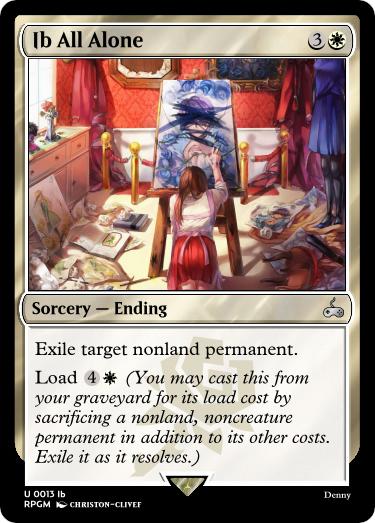 Ib All Alone 3
Sorcery — Ending
Exile target nonland permanent.
Load 4 (You may cast this from
your graveyard for its load cost by
sacrificing a nonland, noncreature
permanent in addition to its other costs.
Exile it as it resolves.)
U 0013 Ib
Denny
RPGM CHRISTON-CLIVEF